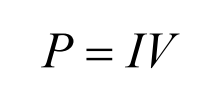 P = IV